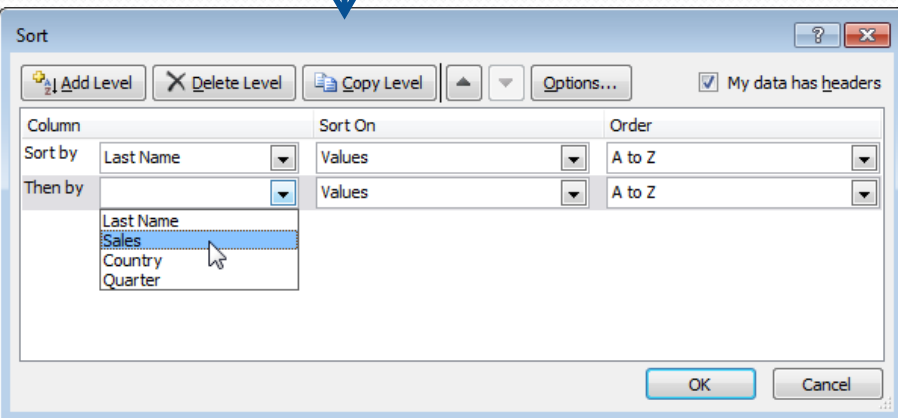 Sort
Add Level Delete Level Copy Level Options... My data has headers
Column Sort On Order
Sort by Last Name Values A to Z
Then by Values A to Z
Last Name
Sales
Country
Quarter
OK Cancel